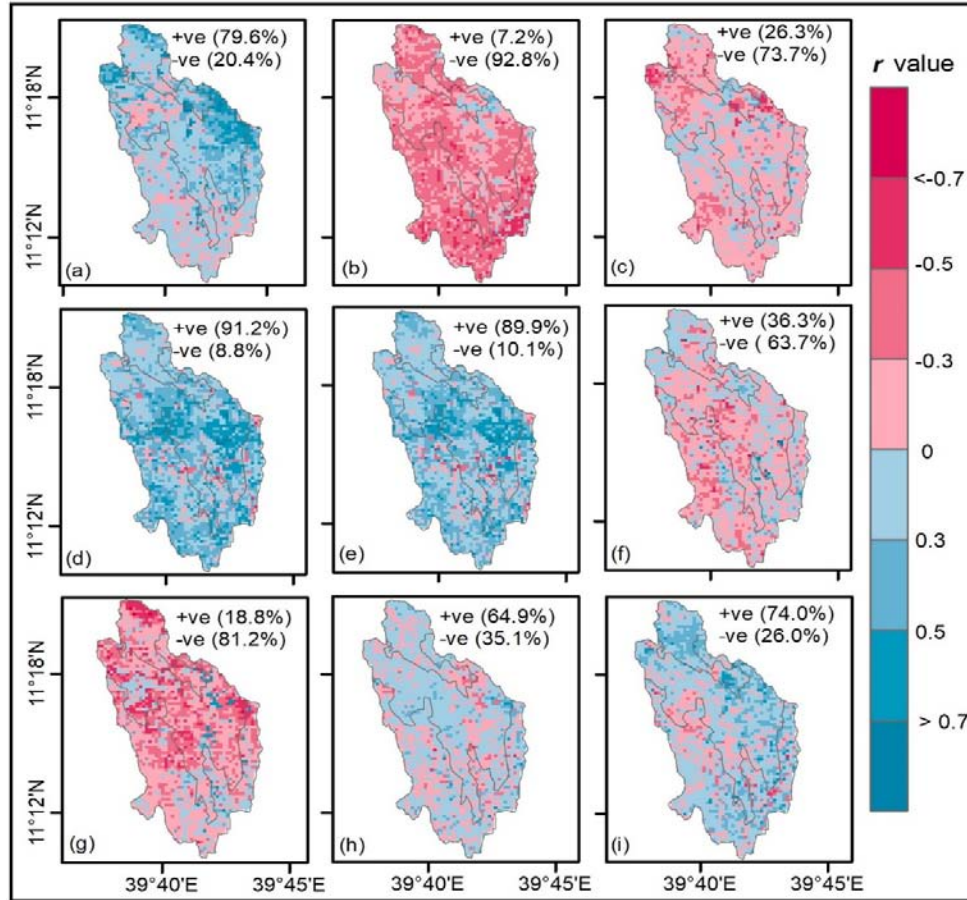 +ve (79.6%)
-ve (20.4%)
11°18'N
11°12'N
(a)
+ve (7.2%)
-ve (92.8%)
(b)
+ve (26.3%)
-ve (73.7%)
(c)
r value
<-0.7
-0.5
-0.3
0
0.3
0.5
> 0.7
+ve (91.2%)
-ve (8.8%)
11°18'N
11°12'N
(d)
+ve (89.9%)
-ve (10.1%)
(e)
+ve (36.3%)
-ve ( 63.7%)
(f)
+ve (18.8%)
-ve (81.2%)
11°18'N
11°12'N
(g)
+ve (64.9%)
-ve (35.1%)
(h)
+ve (74.0%)
-ve (26.0%)
(i)
39°40'E 39°45'E
39°40'E 39°45'E
39°40'E 39°45'E